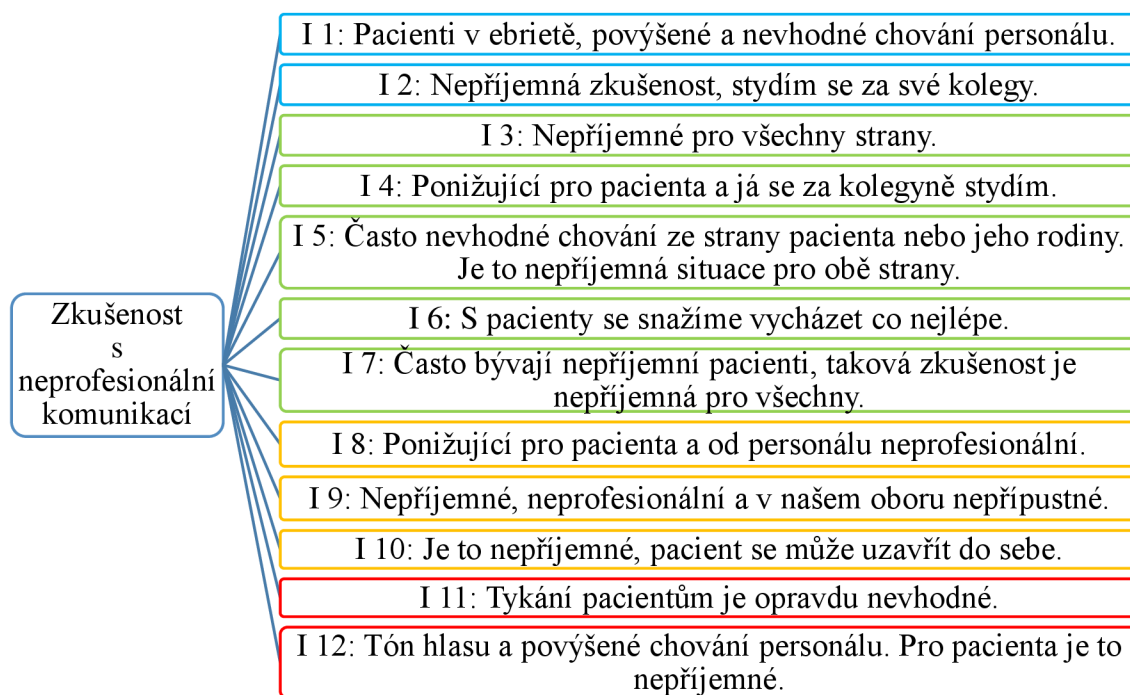 Zkušenost
s
neprofesionální
komunikací
I 1: Pacienti v ebrietě, povýšené a nevhodné chování personálu.
I 2: Nepříjemná zkušenost, stydím se za své kolegy.
I 3: Nepříjemné pro všechny strany.
I 4: Ponižující pro pacienta a já se za kolegyně stydím.
I 5: Často nevhodné chování ze strany pacienta nebo jeho rodiny.
Je to nepříjemná situace pro obě strany.
I 6: S pacienty se snažíme vycházet co nejlépe.
I 7: Často bývají nepříjemní pacienti, taková zkušenost je
nepříjemná pro všechny.
I 8: Ponižující pro pacienta a od personálu neprofesionální.
I 9: Nepříjemné, neprofesionální a v našem oboru nepřípustné.
I 10: Je to nepříjemné, pacient se může uzavřít do sebe.
I 11: Tykání pacientům je opravdu nevhodné.
I 12: Tón hlasu a povýšené chování personálu. Pro pacienta je to
nepříjemné.